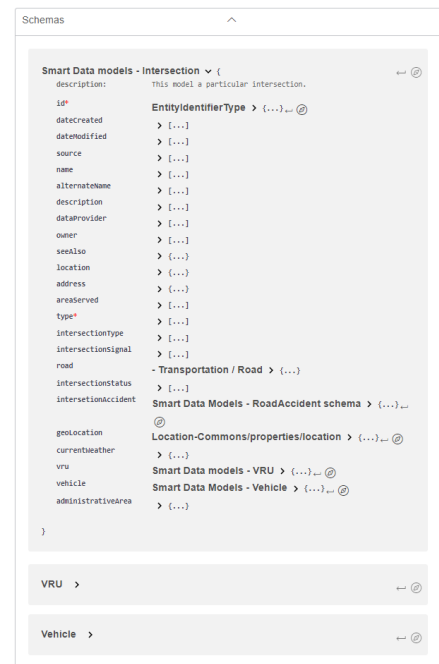 Schemas
Smart Data models - Intersection {
description: This model a particular intersection.
id* EntityIdentifierType > {...}
dateCreated > [...]
dateModified > [...]
source > [...]
name > [...]
alternateName > [...]
description > [...]
dataProvider > [...]
owner > [...]
seeAlso > {...}
location > {...}
address > {...}
areaServed > [...]
type* > [...]
intersectionType > [...]
intersectionSignal > [...]
road - Transportation / Road > {...}
intersectionStatus > [...]
intersetionAccident Smart Data Models - RoadAccident schema > {...}
geoLocation Location-Commons/properties/location > {...}
currentWeather > {...}
vru Smart Data models - VRU > {...}
vehicle Smart Data Models - Vehicle > {...}
administrativeArea > {...}
}
VRU >
Vehicle >